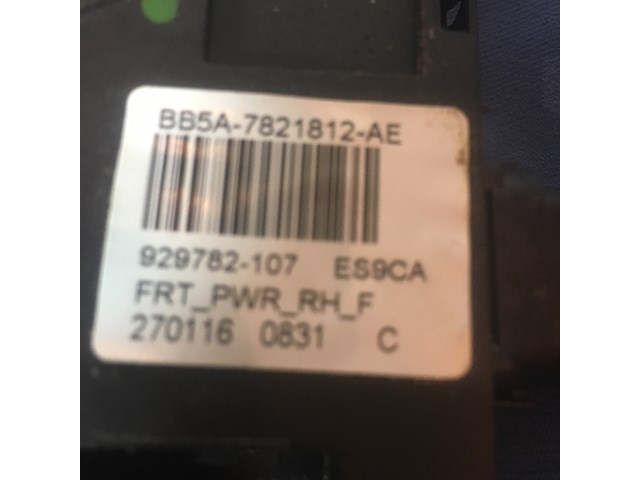 BB5A-7821812-AE
929782-107 ES9CA
FRT_PWR_RH_F
270116 0831 C